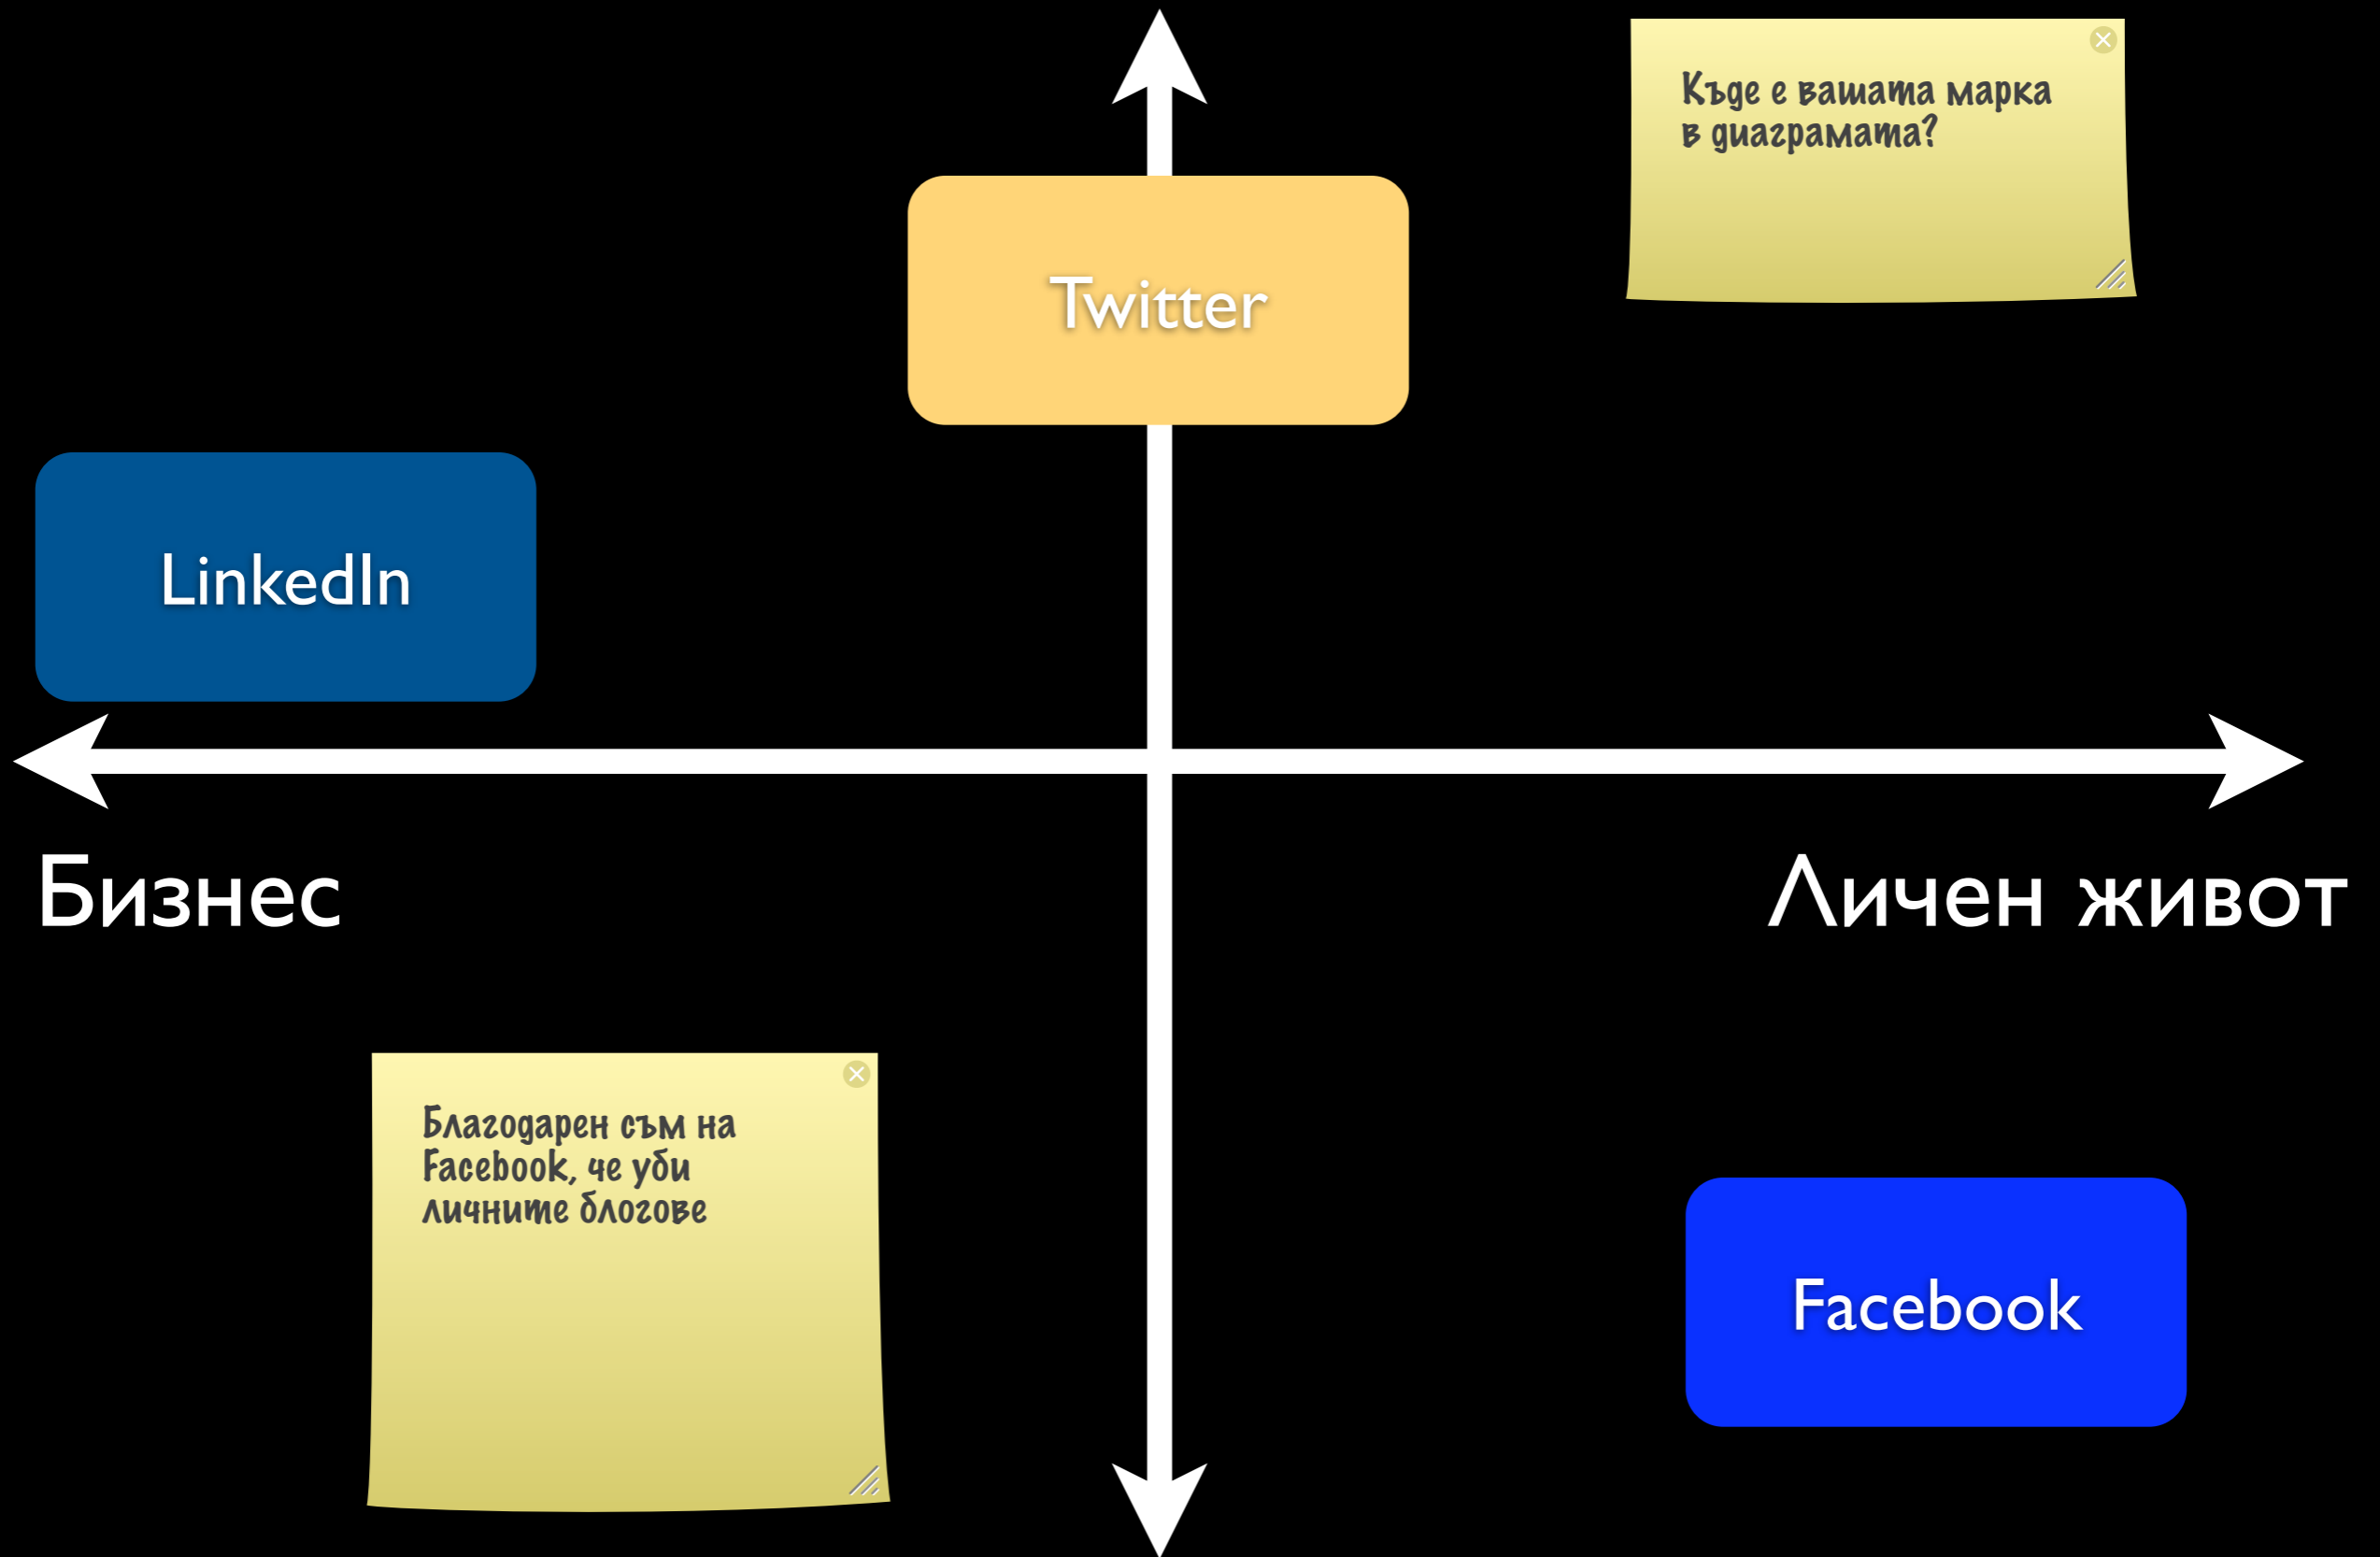 Къде е вашата марка
в диаграмата?
Twitter
LinkedIn
Бизнес
Личен живот
Благодарен съм на
Facebook, че уби
личните блогове
Facebook